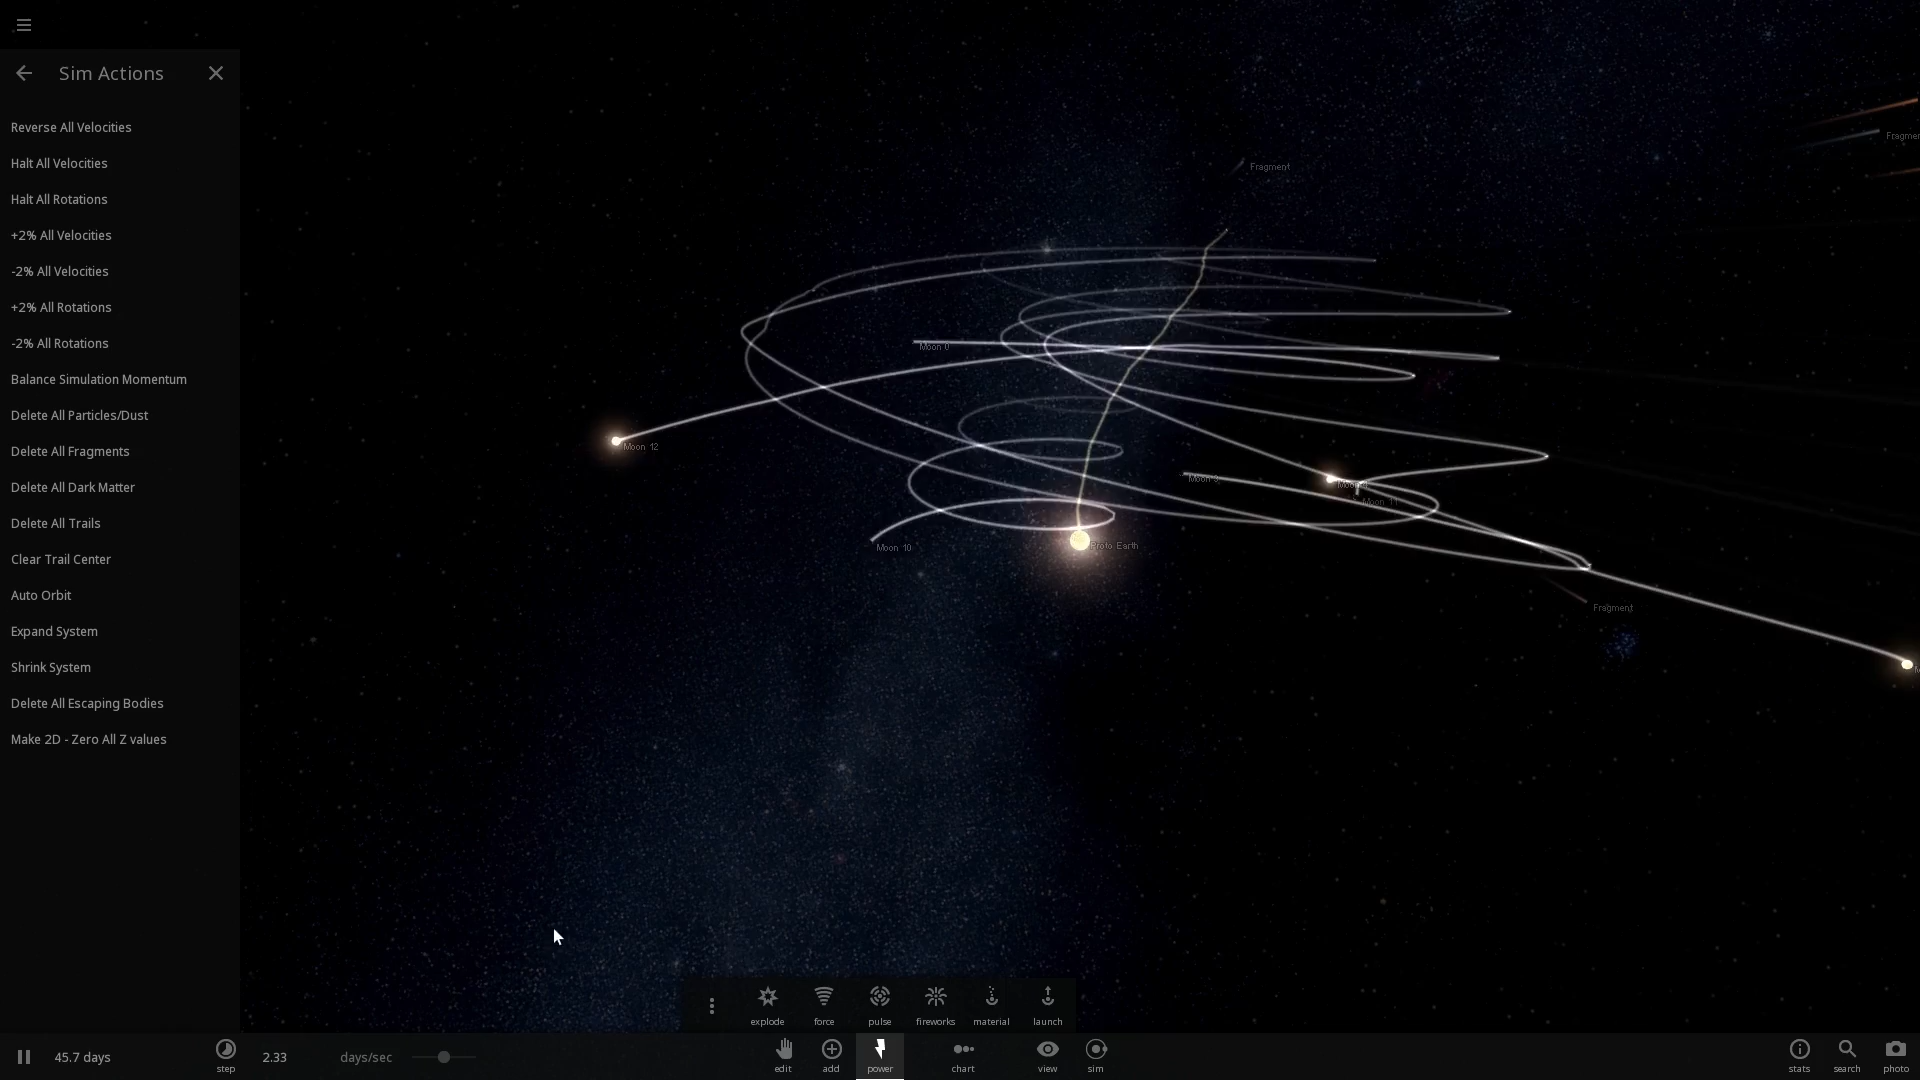 Sim Actions
Reverse All Velocities
Halt All Velocities
Halt All Rotations
+2% All Velocities
-2% All Velocities
+2% All Rotations
-2% All Rotations
Balance Simulation Momentum
Delete All Particles/Dust
Delete All Fragments
Delete All Dark Matter
Delete All Trails
Clear Trail Center
Auto Orbit
Expand System
Shrink System
Delete All Escaping Bodies
Make 2D - Zero All Z values
Fragment
Moon 0
Moon 12
Moon 11
Moon 10
Proto Earth
Fragment
explode
force
pulse
fireworks
material
launch
45.7 days
step
2.33
days/sec
edit
add
power
chart
view
sim
stats
search
photo